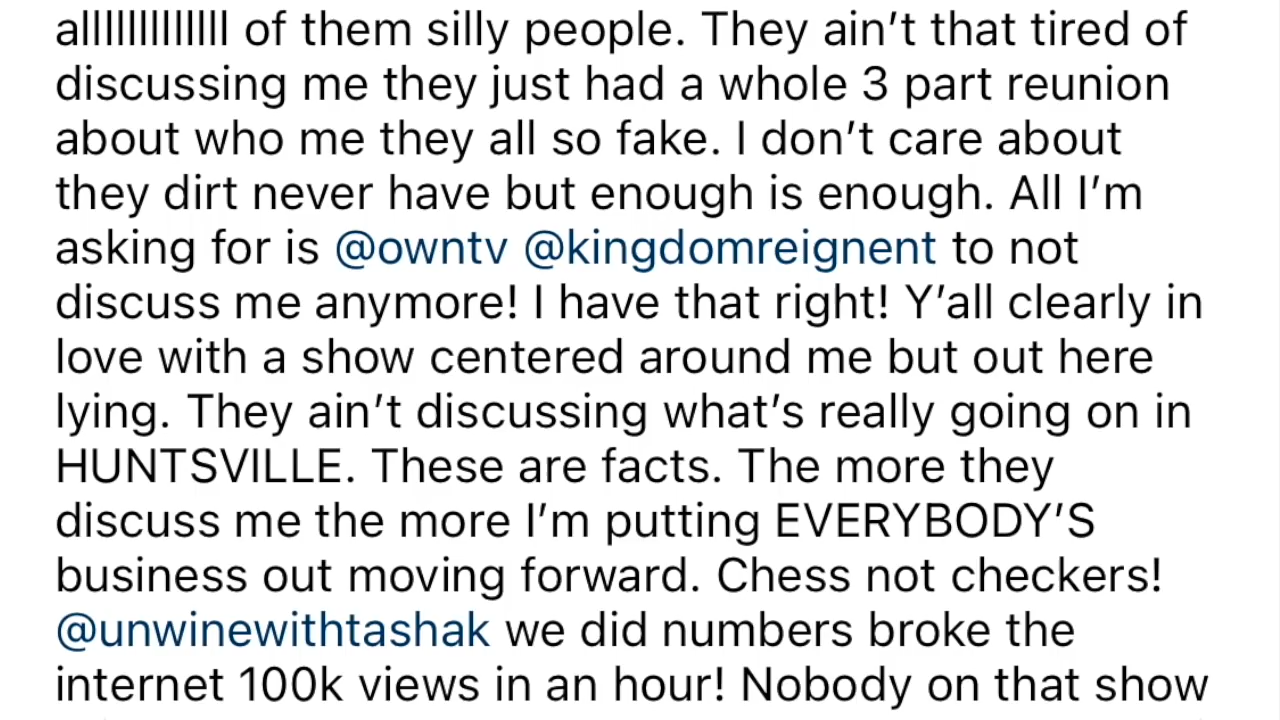 alllllllllllll of them silly people. They ain’t that tired of
discussing me they just had a whole 3 part reunion
about who me they all so fake. I don’t care about
they dirt never have but enough is enough. All I’m
asking for is @owntv @kingdomreignent to not
discuss me anymore! I have that right! Y’all clearly in
love with a show centered around me but out here
lying. They ain’t discussing what’s really going on in
HUNTSVILLE. These are facts. The more they
discuss me the more I’m putting EVERYBODY’S
business out moving forward. Chess not checkers!
@unwinewithtashak we did numbers broke the
internet 100k views in an hour! Nobody on that show